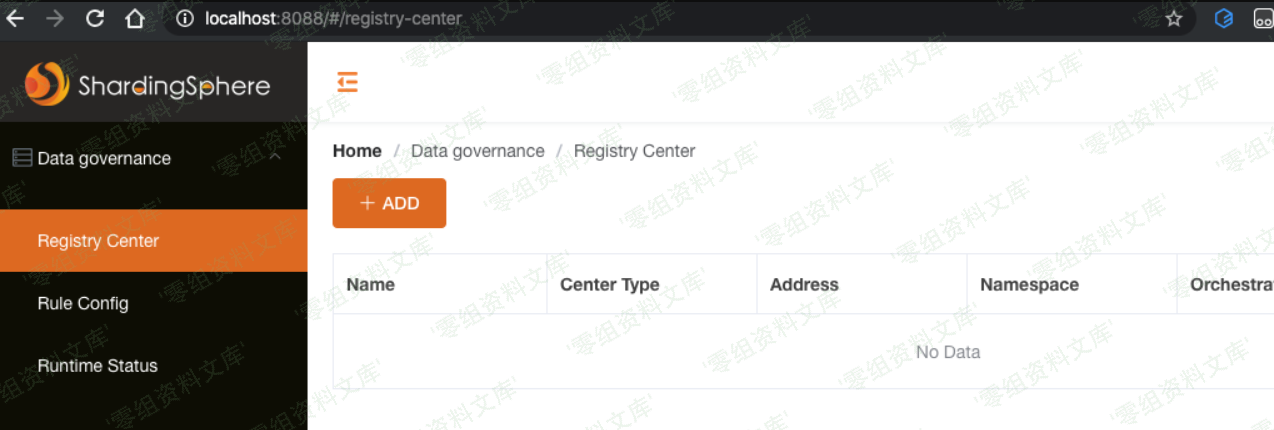 localhost:8088/#/registry-center
ShardingSphere
Data governance
Registry Center
Rule Config
Runtime Status
Home / Data governance / Registry Center
+ ADD
Name Center Type Address Namespace Orchestra
No Data
'零组资料文库'